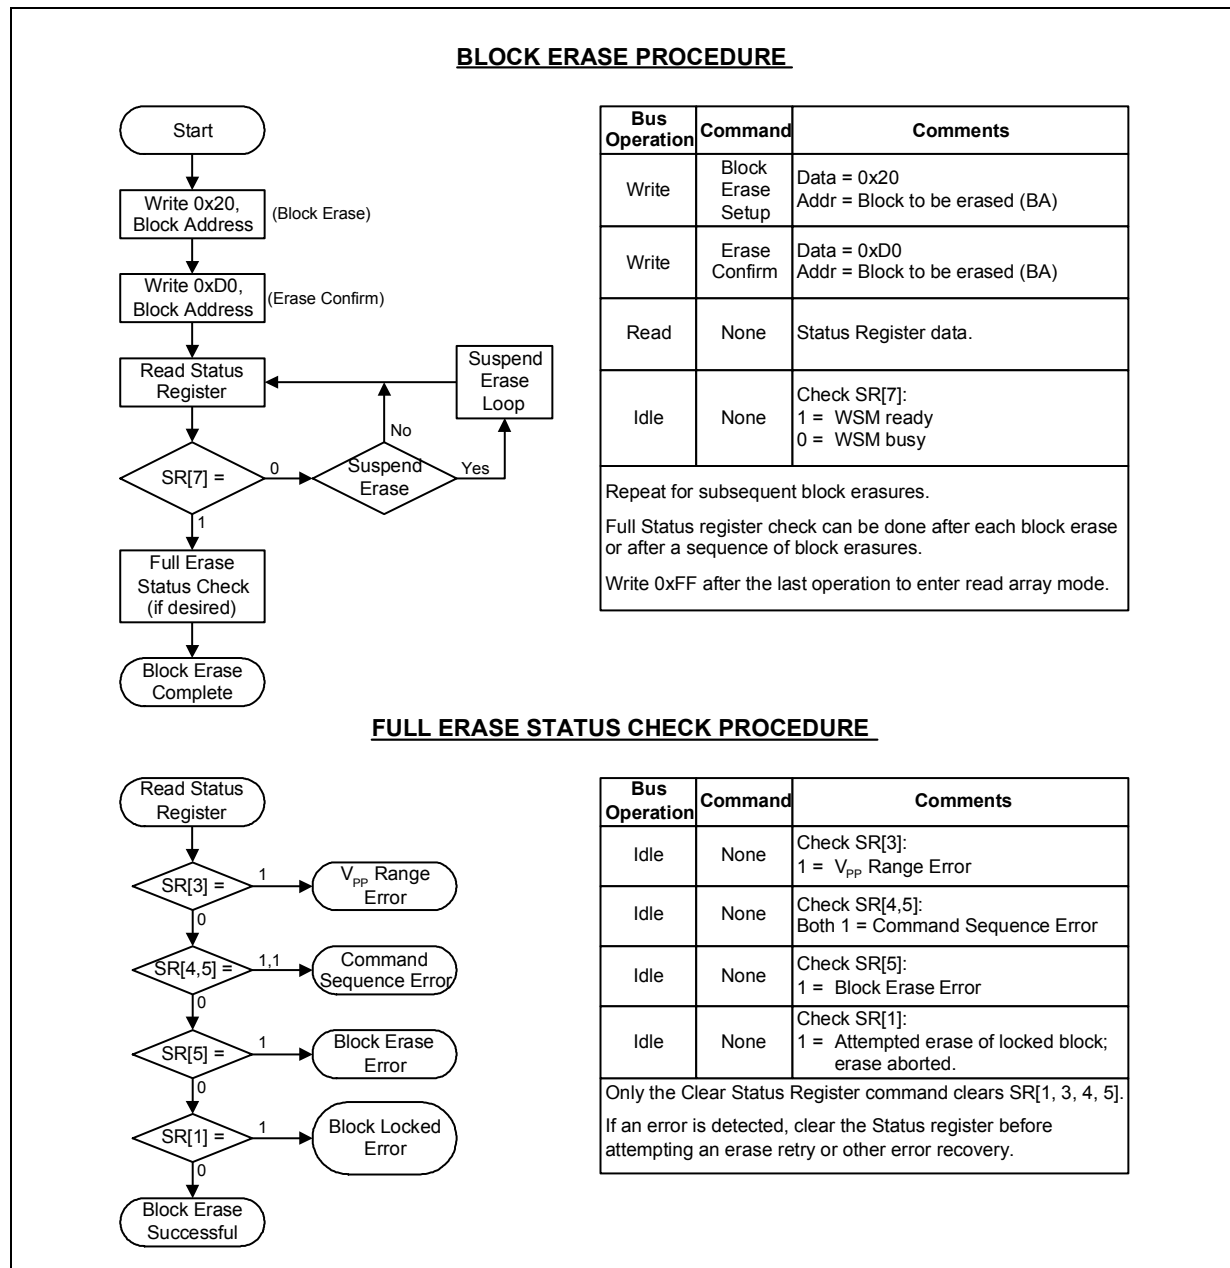 BLOCK ERASE PROCEDURE
Start
Write 0x20,
Block Address
(Block Erase)
Write 0xD0,
Block Address
(Erase Confirm)
Read Status
Register
Suspend
Erase
Loop
No
SR[7] =
0
Suspend
Erase
Yes
1
Full Erase
Status Check
(if desired)
Block Erase
Complete
Bus
Operation
Command
Comments
Write
Block
Erase
Setup
Data = 0x20
Addr = Block to be erased (BA)
Write
Erase
Confirm
Data = 0xD0
Addr = Block to be erased (BA)
Read
None
Status Register data.
Idle
None
Check SR[7]:
1 = WSM ready
0 = WSM busy
Repeat for subsequent block erasures.
Full Status register check can be done after each block erase
or after a sequence of block erasures.
Write 0xFF after the last operation to enter read array mode.
FULL ERASE STATUS CHECK PROCEDURE
Read Status
Register
SR[3] =
1
VPP Range
Error
0
SR[4,5] =
1,1
Command
Sequence Error
0
SR[5] =
1
Block Erase
Error
0
SR[1] =
1
Block Locked
Error
0
Block Erase
Successful
Bus
Operation
Command
Comments
Idle
None
Check SR[3]:
1 = VPP Range Error
Idle
None
Check SR[4,5]:
Both 1 = Command Sequence Error
Idle
None
Check SR[5]:
1 = Block Erase Error
Idle
None
Check SR[1]:
1 = Attempted erase of locked block;
erase aborted.
Only the Clear Status Register command clears SR[1, 3, 4, 5].
If an error is detected, clear the Status register before
attempting an erase retry or other error recovery.